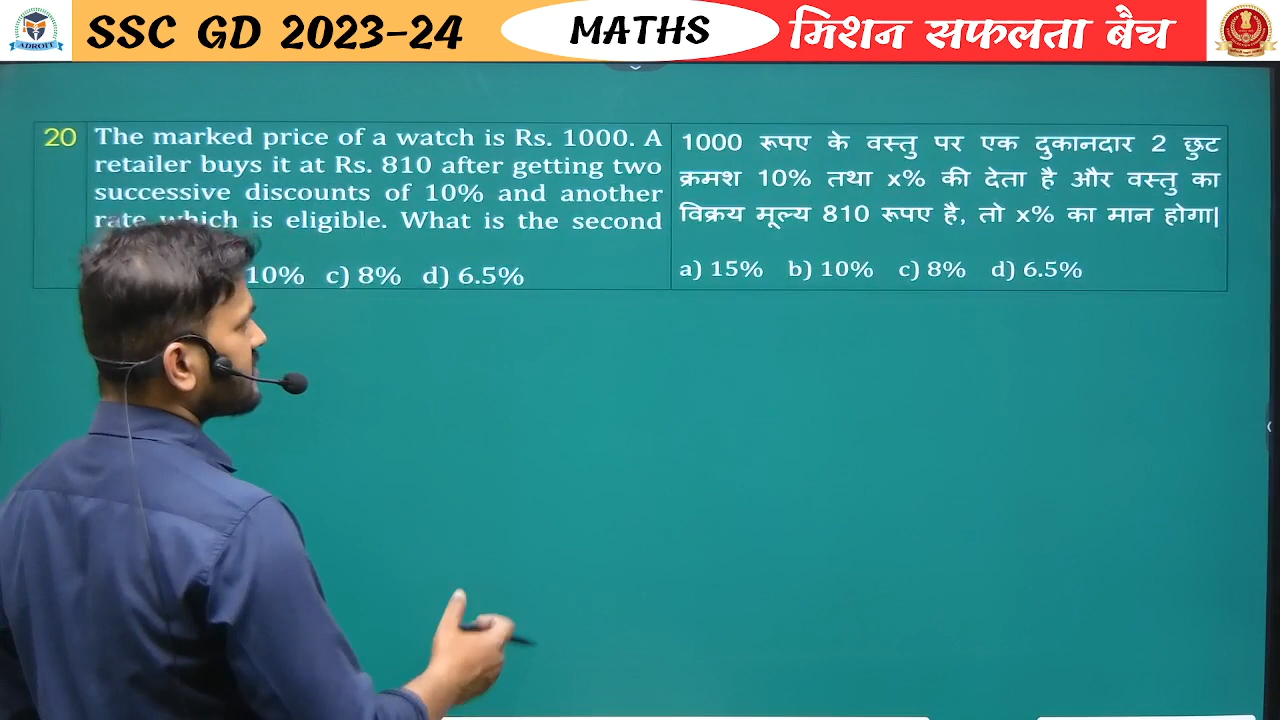 ADROIT
SSC GD 2023-24
MATHS
मिशन सफलता बैच
20
The marked price of a watch is Rs. 1000. A
retailer buys it at Rs. 810 after getting two
successive discounts of 10% and another
rate which is eligible. What is the second
10% c) 8% d) 6.5%
1000 रूपए के वस्तु पर एक दुकानदार 2 छुट
क्रमश 10% तथा x% की देता है और वस्तु का
विक्रय मूल्य 810 रूपए है, तो x% का मान होगा|
a) 15% b) 10% c) 8% d) 6.5%